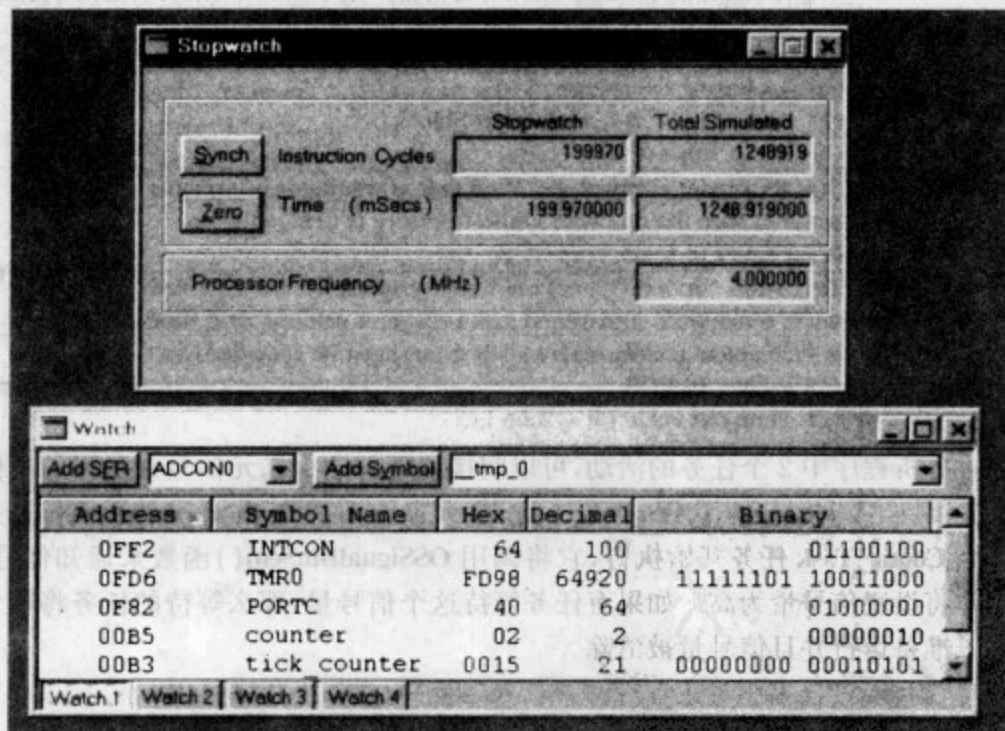 Stopwatch
Stopwatch Total Simulated
Synch Instruction Cycles 199970 1248919
Zero Time (mSecs) 199.970000 1248.919000
Processor Frequency (MHz) 4.000000
Watch
Add SFR ADCON0 Add Symbol __tmp_0
Address Symbol Name Hex Decimal Binary
0FF2 INTCON 64 100 01100100
0FD6 TMR0 FD98 64920 11111101 10011000
0F82 PORTC 40 64 01000000
00B5 counter 02 2 00000010
00B3 tick counter 0015 21 00000000 00010101
Watch 1 Watch 2 Watch 3 Watch 4